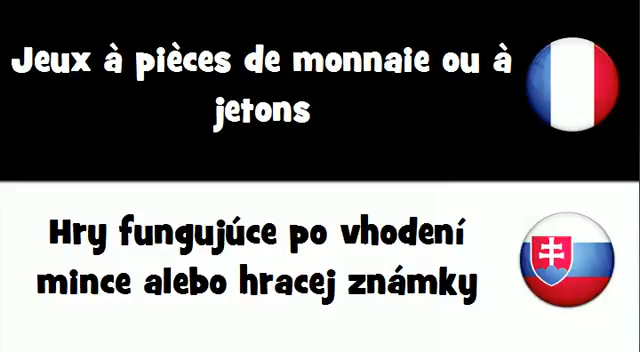 Jeux à pièces de monnaie ou à
jetons
Hry fungujúce po vhodení
mince alebo hracej známky